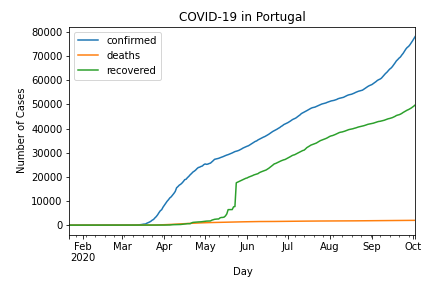 COVID-19 in Portugal
80000
70000
60000
50000
40000
30000
20000
10000
0
Number of Cases
confirmed
deaths
recovered
Feb Mar Apr May Jun Jul Aug Sep Oct
2020
Day